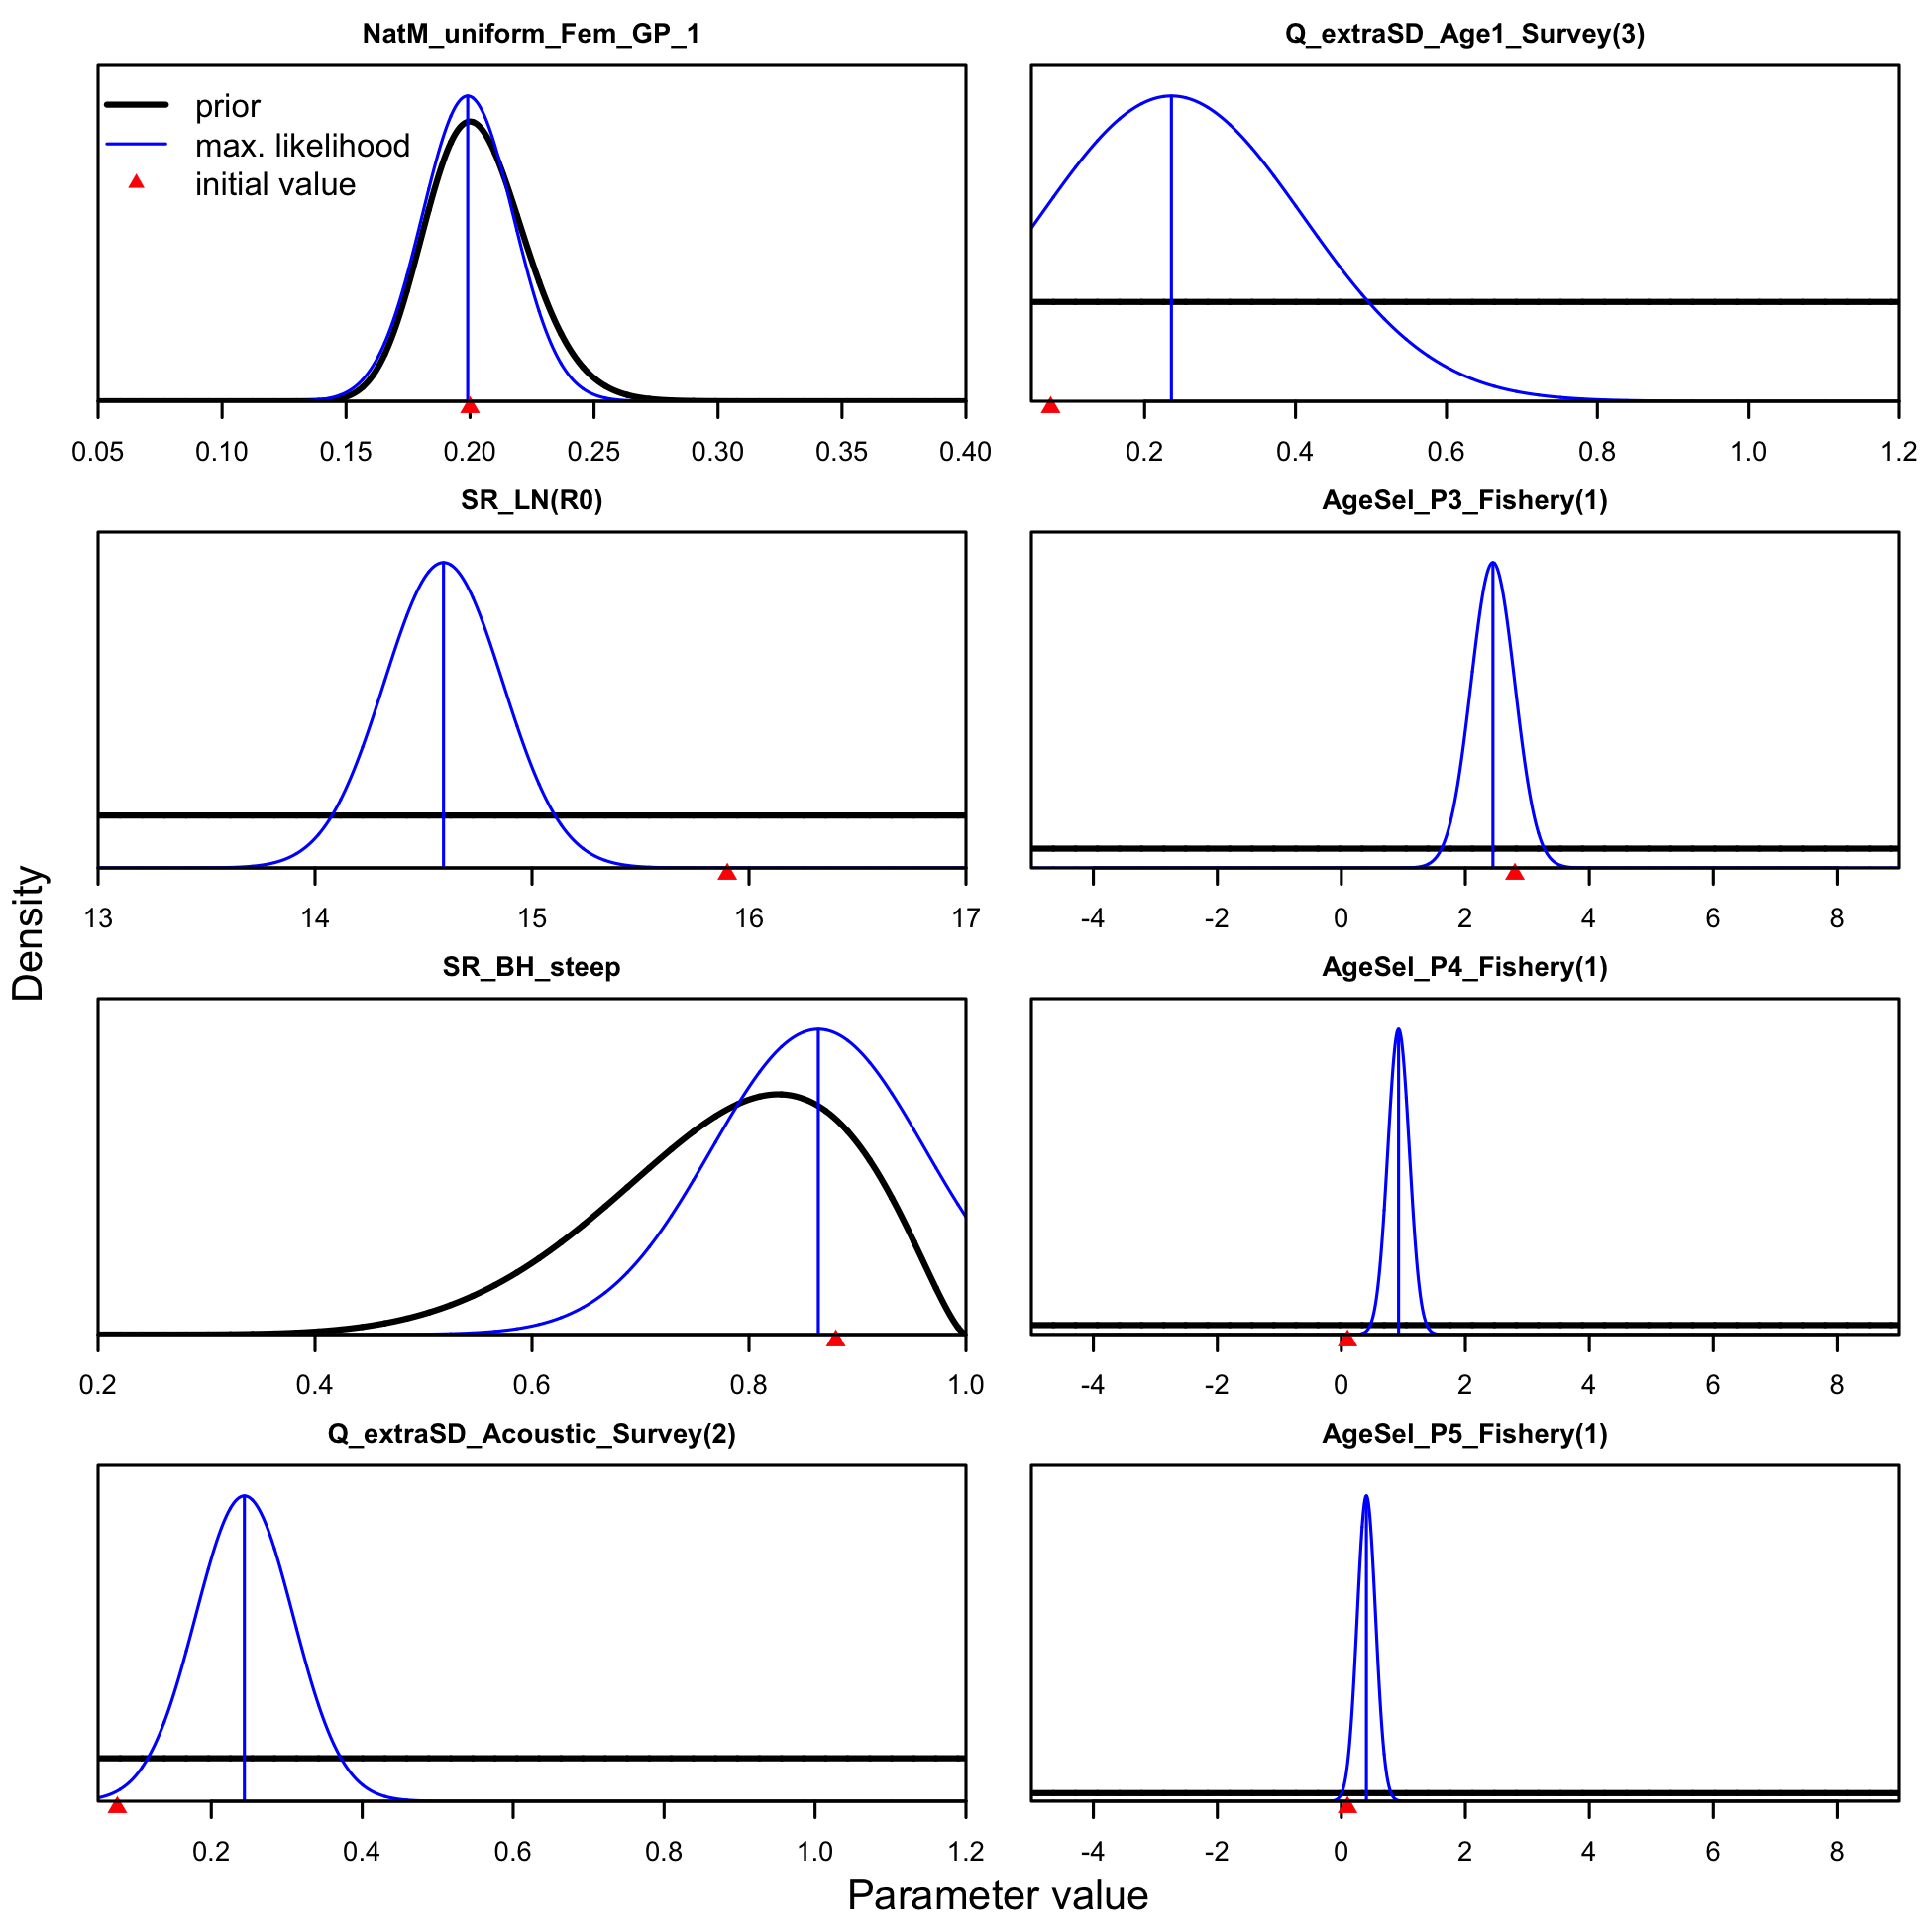 NatM_uniform_Fem_GP_1
prior
max. likelihood
initial value
0.05 0.10 0.15 0.20 0.25 0.30 0.35 0.40
Q_extraSD_Age1_Survey(3)
0.2 0.4 0.6 0.8 1.0 1.2
SR_LN(R0)
13 14 15 16 17
AgeSel_P3_Fishery(1)
-4 -2 0 2 4 6 8
SR_BH_steep
0.2 0.4 0.6 0.8 1.0
AgeSel_P4_Fishery(1)
-4 -2 0 2 4 6 8
Q_extraSD_Acoustic_Survey(2)
0.2 0.4 0.6 0.8 1.0 1.2
AgeSel_P5_Fishery(1)
-4 -2 0 2 4 6 8
Density
Parameter value